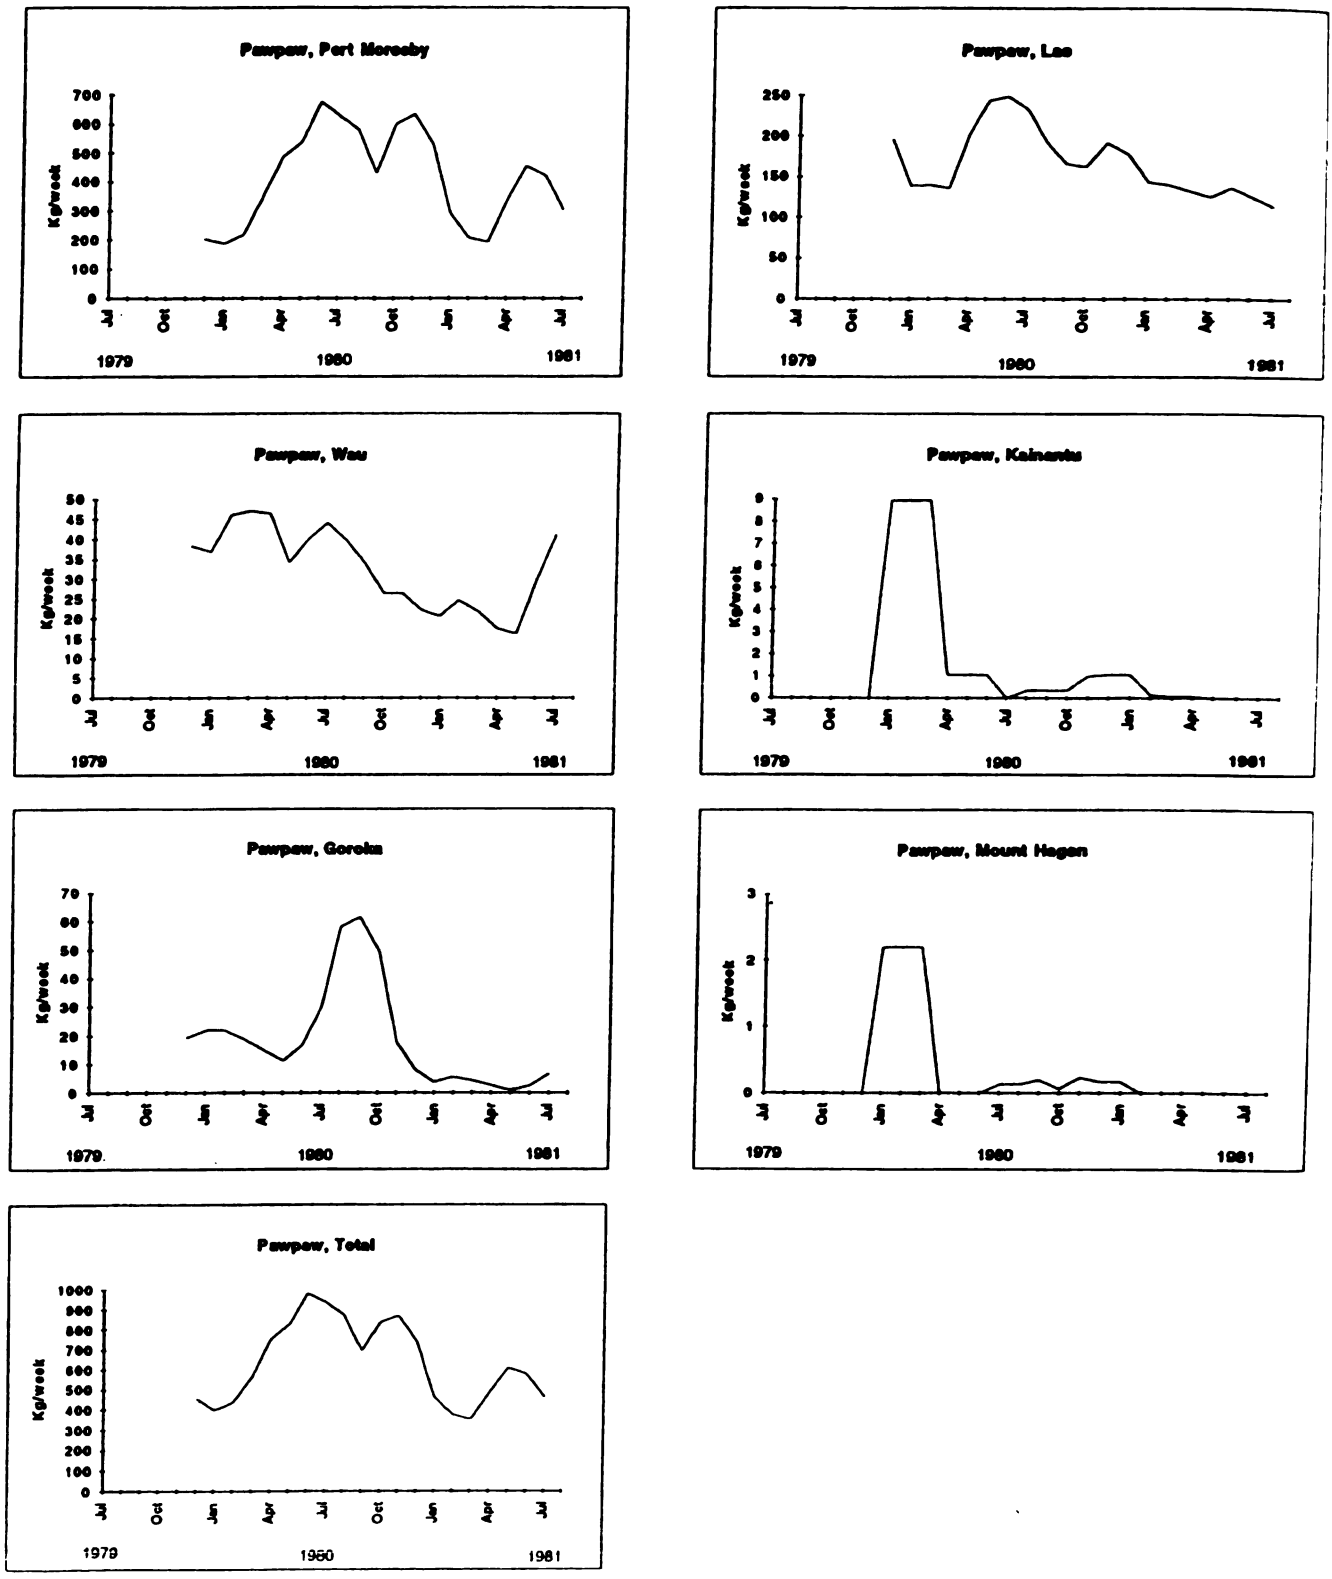 Pawpaw, Port Moresby
Kg/week
700
600
500
400
300
200
100
0
Jul
Oct
Jan
Apr
Jul
Oct
Jan
Apr
Jul
1979
1980
1981
Pawpaw, Lae
Kg/week
250
200
150
100
50
0
Jul
Oct
Jan
Apr
Jul
Oct
Jan
Apr
Jul
1979
1980
1981
Pawpaw, Wau
Kg/week
50
45
40
35
30
25
20
15
10
5
0
Jul
Oct
Jan
Apr
Jul
Oct
Jan
Apr
Jul
1979
1980
1981
Pawpaw, Kainantu
Kg/week
9
8
7
6
5
4
3
2
1
0
Jul
Oct
Jan
Apr
Jul
Oct
Jan
Apr
Jul
1979
1980
1981
Pawpaw, Goroka
Kg/week
70
60
50
40
30
20
10
0
Jul
Oct
Jan
Apr
Jul
Oct
Jan
Apr
Jul
1979
1980
1981
Pawpaw, Mount Hagen
Kg/week
3
2
1
0
Jul
Oct
Jan
Apr
Jul
Oct
Jan
Apr
Jul
1979
1980
1981
Pawpaw, Total
Kg/week
1000
900
800
700
600
500
400
300
200
100
0
Jul
Oct
Jan
Apr
Jul
Oct
Jan
Apr
Jul
1979
1980
1981